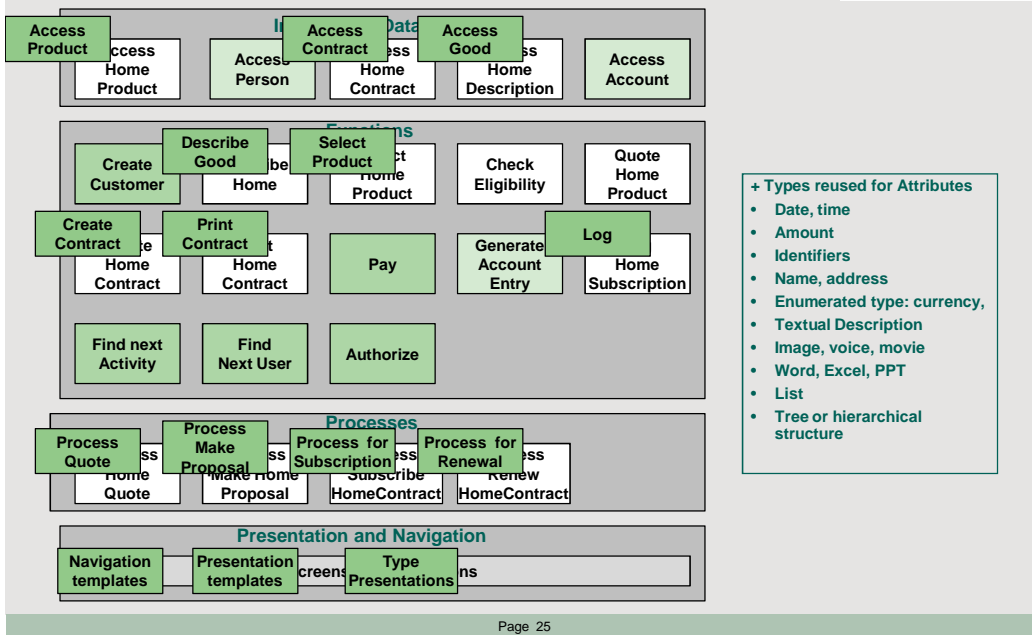 Access
Product
Access
Contract
Access
Good
Data
Home
Product
Access
Person
Home
Contract
Home
Description
Access
Account
Functions
Describe
Good
Select
Product
Create
Customer
Home
Home
Product
Check
Eligibility
Quote
Home
Product
Create
Contract
Print
Contract
Log
Home
Contract
Home
Contract
Pay
Generate
Account
Entry
Home
Subscription
Find next
Activity
Find
Next User
Authorize
Processes
Process
Quote
Process
Make
Proposal
Process for
Subscription
Process for
Renewal
Home
Quote
Make Home
Proposal
Subscribe
HomeContract
Renew
HomeContract
Presentation and Navigation
Navigation
templates
Presentation
templates
Type
Presentations
+ Types reused for Attributes
• Date, time
• Amount
• Identifiers
• Name, address
• Enumerated type: currency,
• Textual Description
• Image, voice, movie
• Word, Excel, PPT
• List
• Tree or hierarchical
structure
Page 25